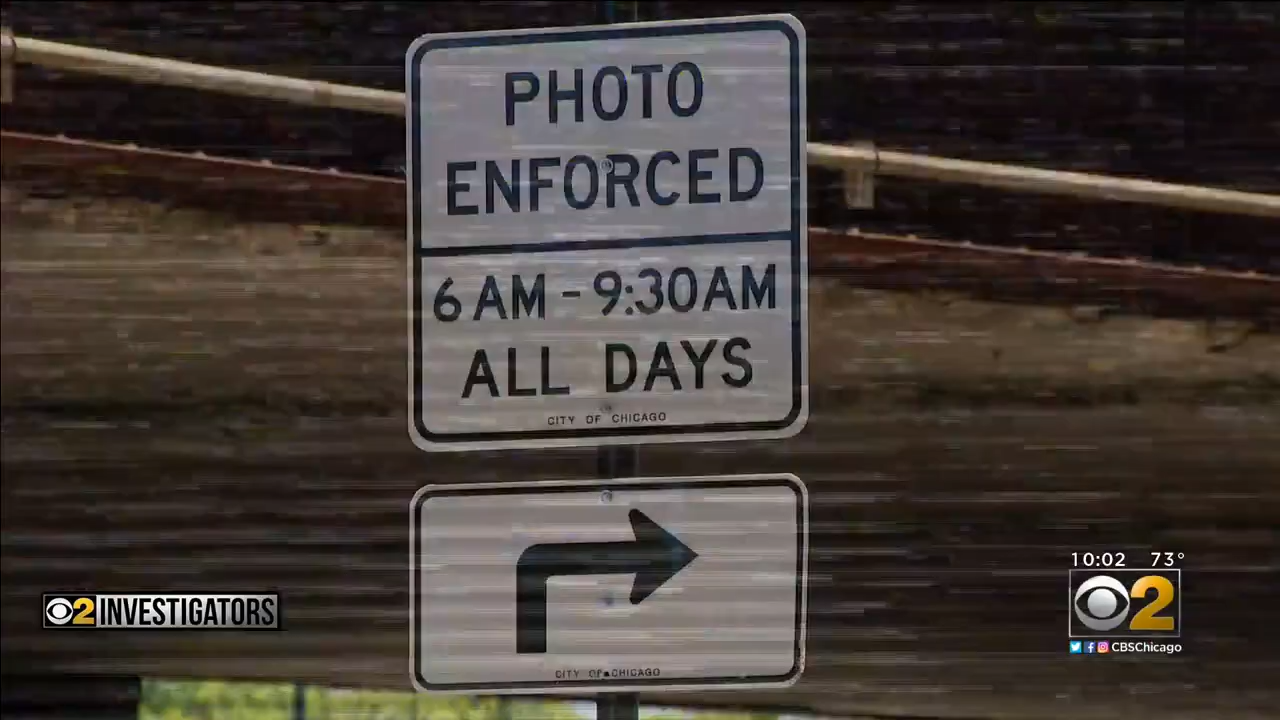 PHOTO
ENFORCED
6 AM - 9:30 AM
ALL DAYS
CITY OF CHICAGO
CITY OF CHICAGO
2 INVESTIGATORS
10:02 73°
2
CBSChicago